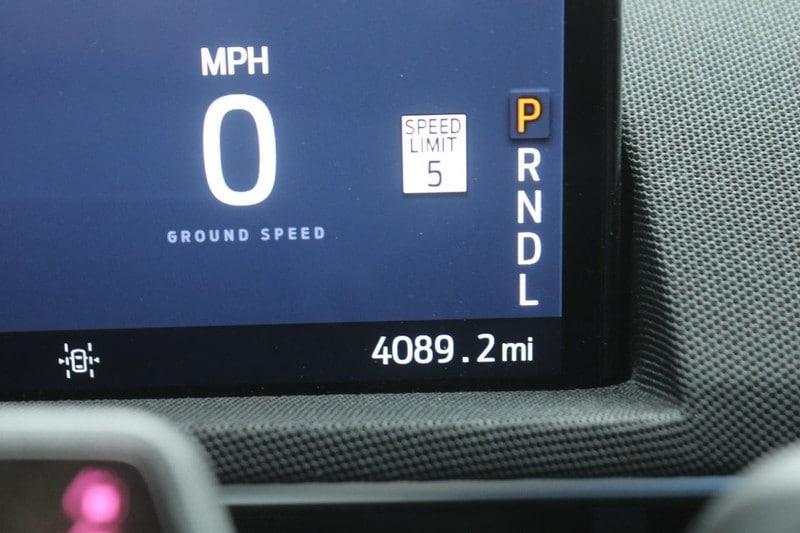 MPH
0
GROUND SPEED
SPEED
LIMIT
5
P
R
N
D
L
4089.2 mi